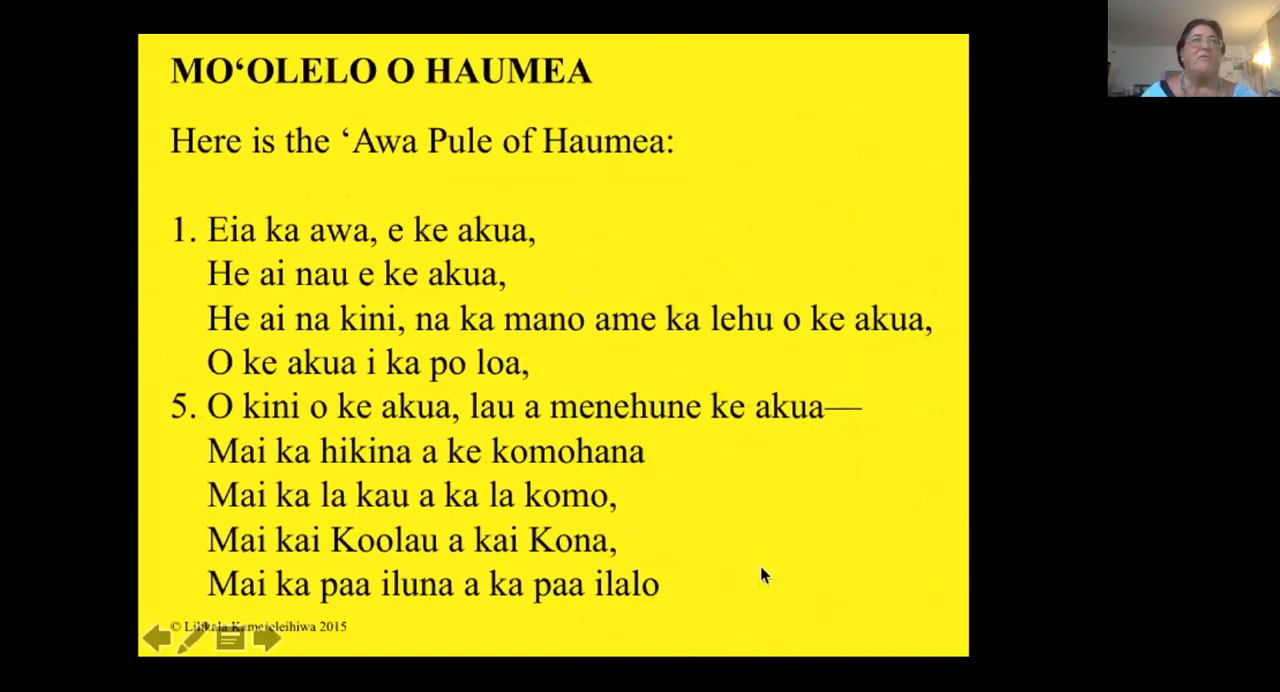 MOʻOLELO O HAUMEA
Here is the ʻAwa Pule of Haumea:
1. Eia ka awa, e ke akua,
He ai nau e ke akua,
He ai na kini, na ka mano ame ka lehu o ke akua,
O ke akua i ka po loa,
5. O kini o ke akua, lau a menehune ke akua—
Mai ka hikina a ke komohana
Mai ka la kau a ka la komo,
Mai kai Koolau a kai Kona,
Mai ka paa iluna a ka paa ilalo
© Lilikala Kameʻeleihiwa 2015